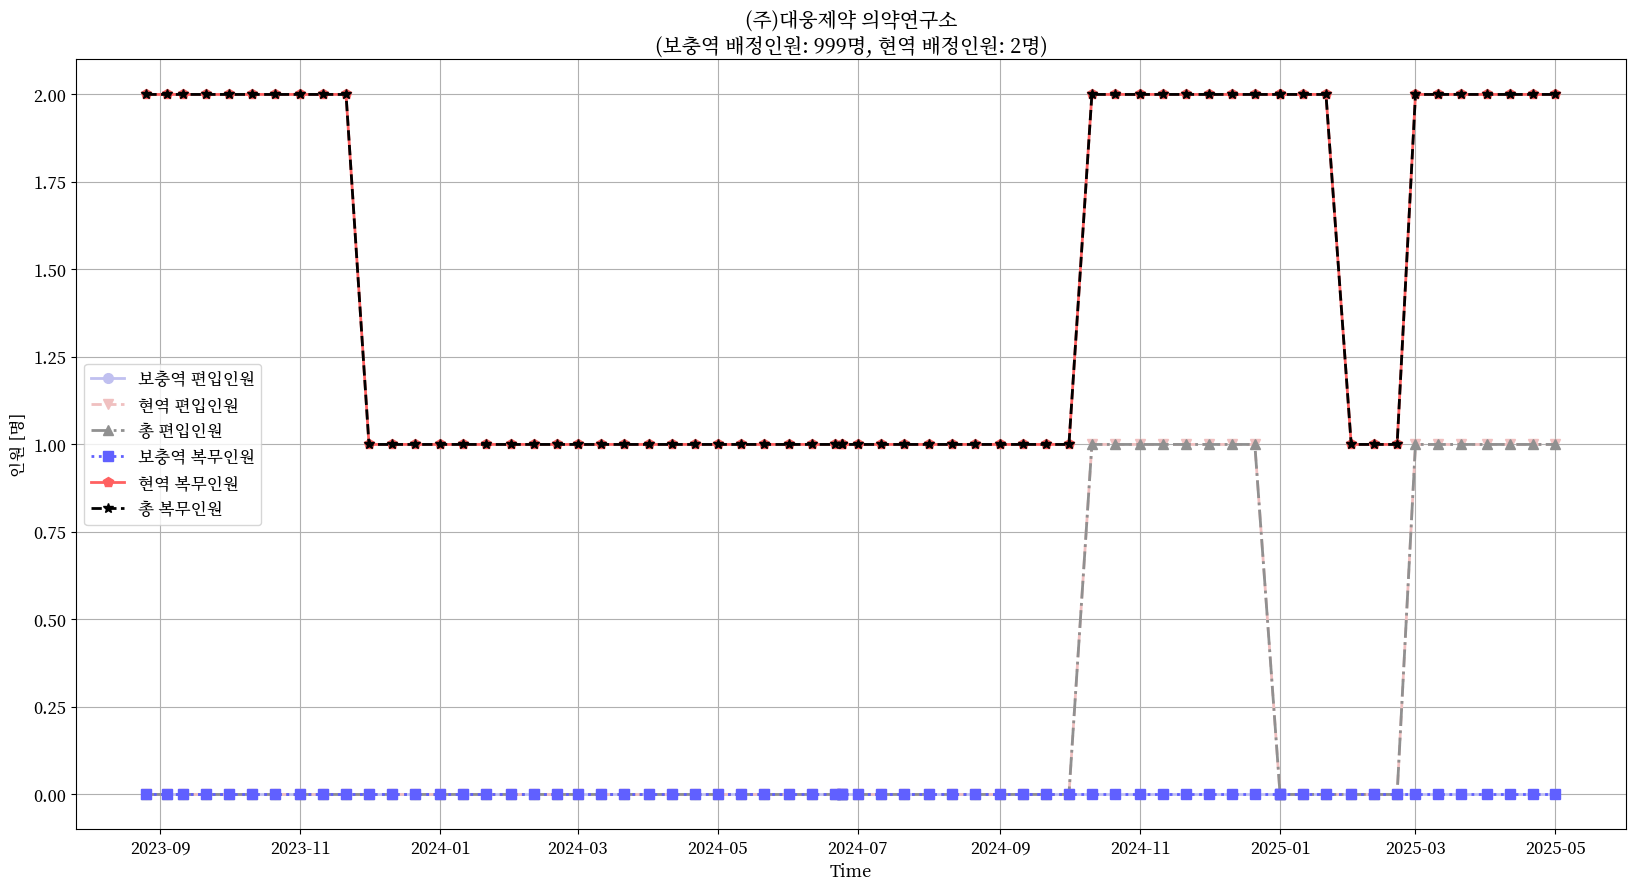 (주)대웅제약 의약연구소
(보충역 배정인원: 999명, 현역 배정인원: 2명)
인원 [명]
2.00
1.75
1.50
1.25
1.00
0.75
0.50
0.25
0.00
보충역 편입인원
현역 편입인원
총 편입인원
보충역 복무인원
현역 복무인원
총 복무인원
2023-09 2023-11 2024-01 2024-03 2024-05 2024-07 2024-09 2024-11 2025-01 2025-03 2025-05
Time